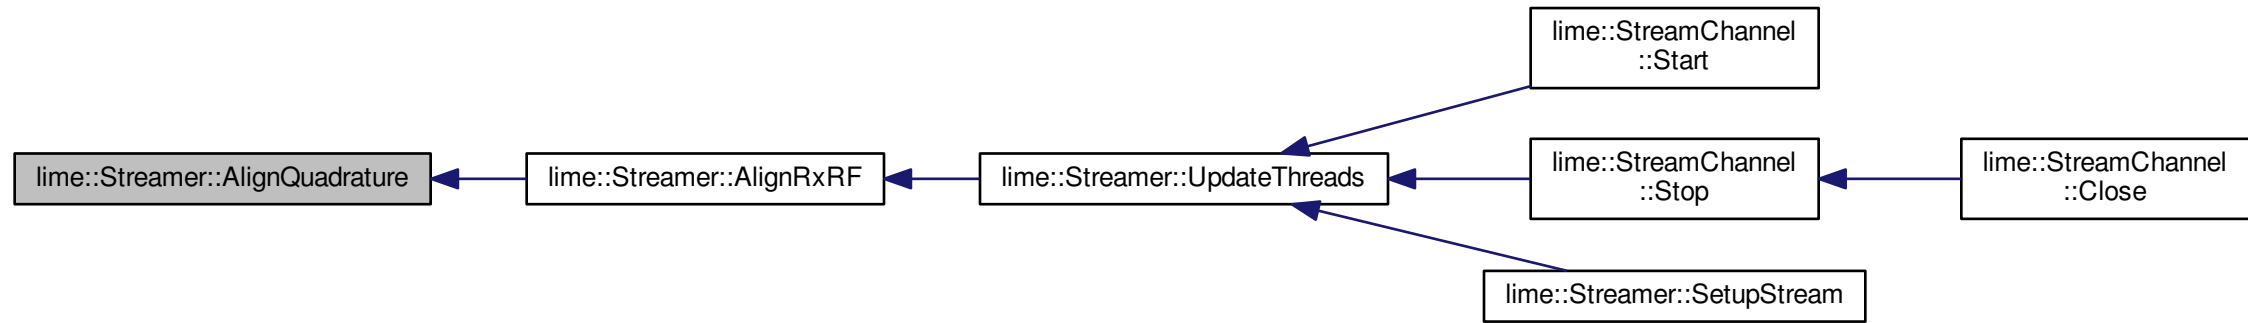 lime::StreamChannel
::Start
lime::Streamer::AlignQuadrature
lime::Streamer::AlignRxRF
lime::Streamer::UpdateThreads
lime::StreamChannel
::Stop
lime::StreamChannel
::Close
lime::Streamer::SetupStream